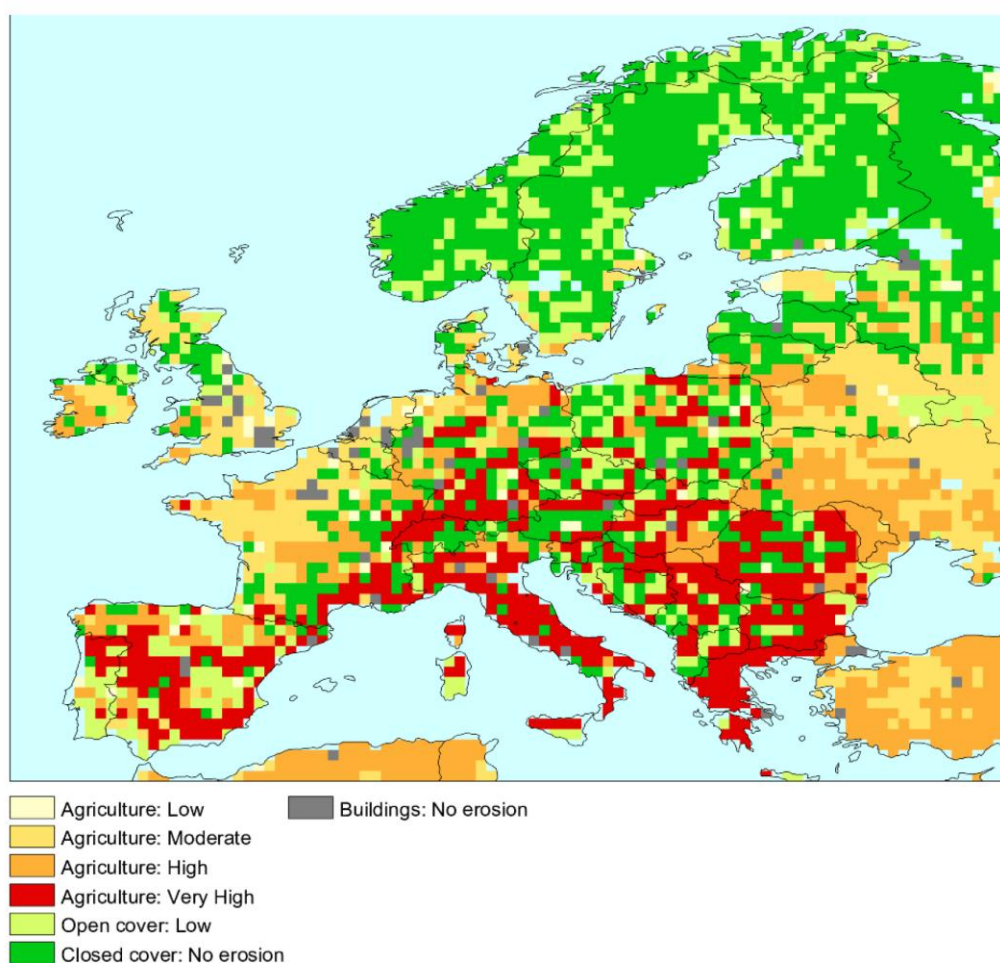 Agriculture: Low
Buildings: No erosion
Agriculture: Moderate
Agriculture: High
Agriculture: Very High
Open cover: Low
Closed cover: No erosion